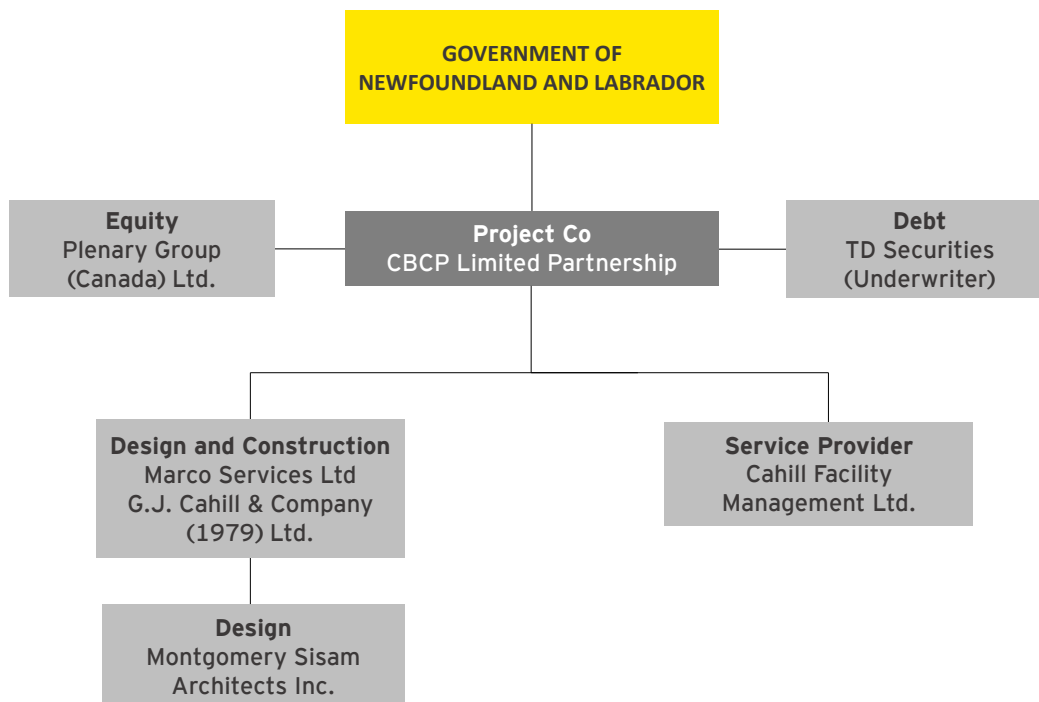 GOVERNMENT OF
NEWFOUNDLAND AND LABRADOR
Equity
Plenary Group
(Canada) Ltd.
Project Co
CBCP Limited Partnership
Debt
TD Securities
(Underwriter)
Design and Construction
Marco Services Ltd
G.J. Cahill & Company
(1979) Ltd.
Service Provider
Cahill Facility
Management Ltd.
Design
Montgomery Sisam
Architects Inc.